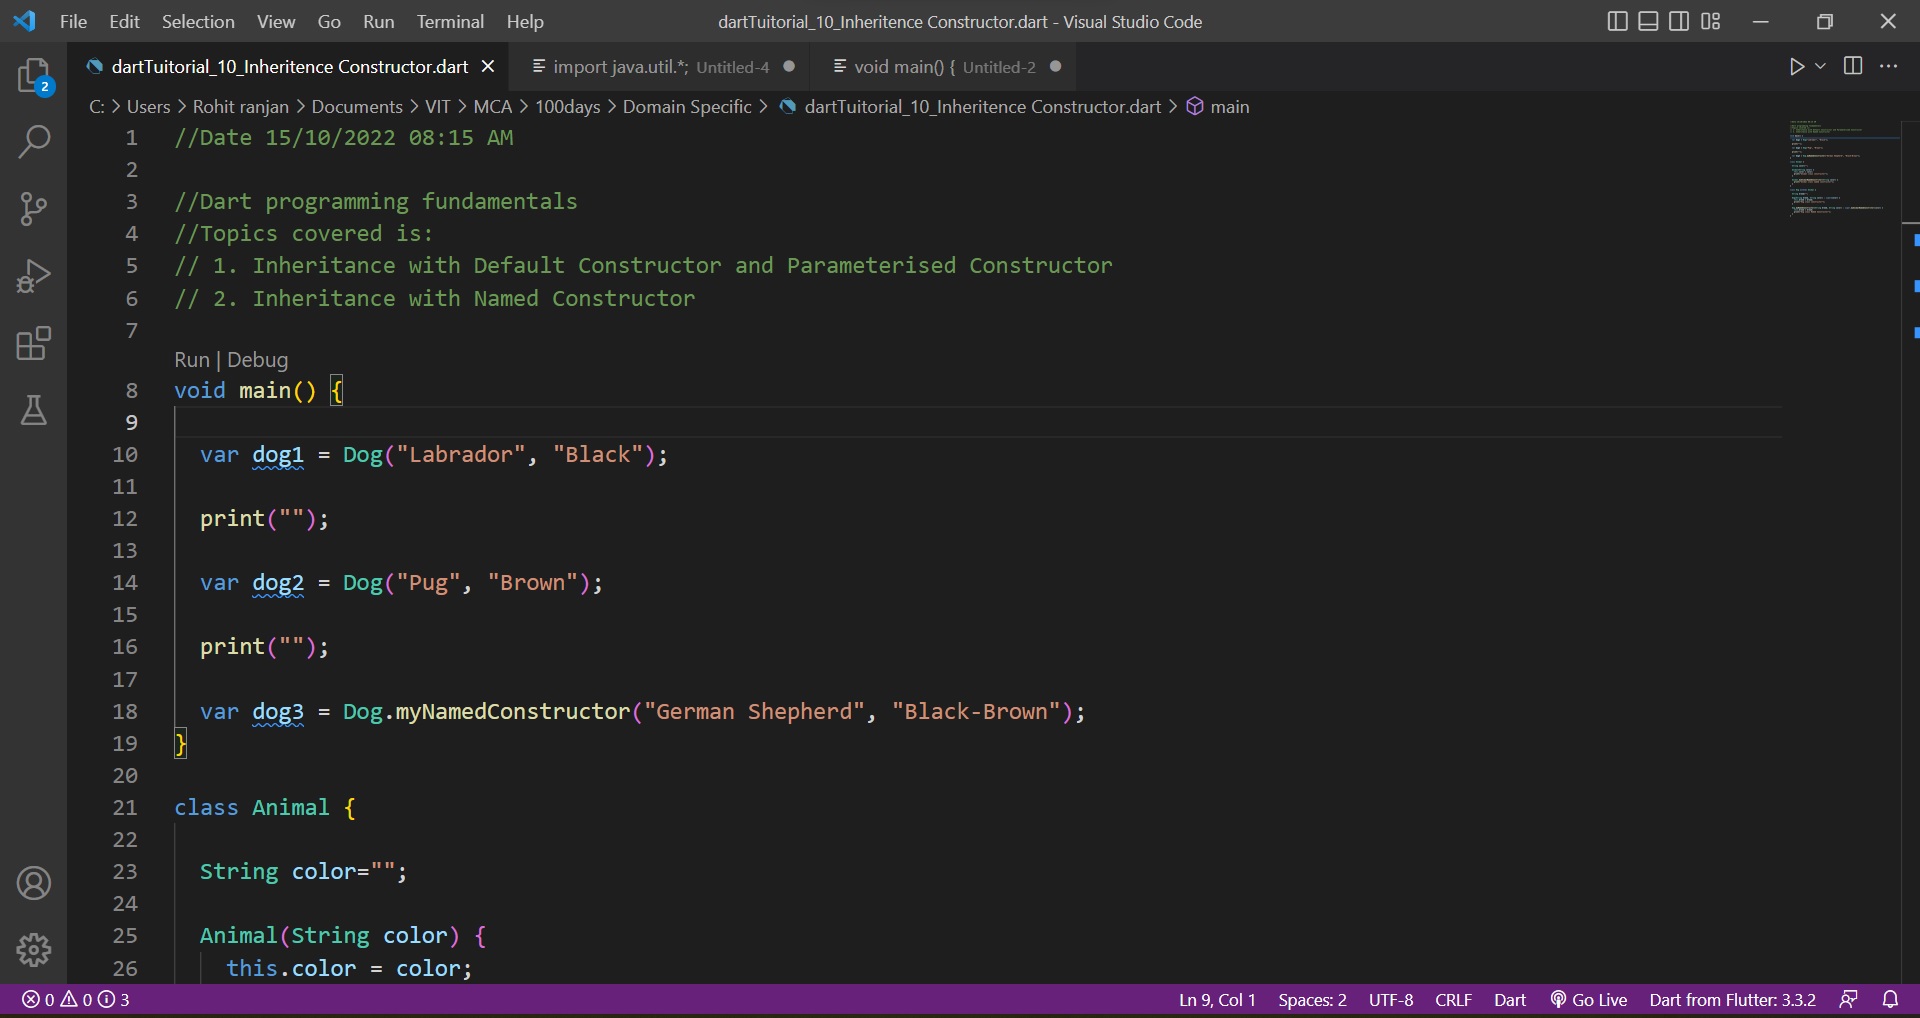 File Edit Selection View Go Run Terminal Help dartTuitorial_10_Inheritence Constructor.dart - Visual Studio Code
dartTuitorial_10_Inheritence Constructor.dart import java.util.*; Untitled-4 void main() { Untitled-2
C: > Users > Rohit ranjan > Documents > VIT > MCA > 100days > Domain Specific > dartTuitorial_10_Inheritence Constructor.dart > main
2
1 //Date 15/10/2022 08:15 AM
2
3 //Dart programming fundamentals
4 //Topics covered is:
5 // 1. Inheritance with Default Constructor and Parameterised Constructor
6 // 2. Inheritance with Named Constructor
7
Run | Debug
8 void main() {
9
10 var dog1 = Dog("Labrador", "Black");
11
12 print("");
13
14 var dog2 = Dog("Pug", "Brown");
15
16 print("");
17
18 var dog3 = Dog.myNamedConstructor("German Shepherd", "Black-Brown");
19 }
20
21 class Animal {
22
23 String color="";
24
25 Animal(String color) {
26 this.color = color;
0 0 3 Ln 9, Col 1 Spaces: 2 UTF-8 CRLF Dart Go Live Dart from Flutter: 3.3.2